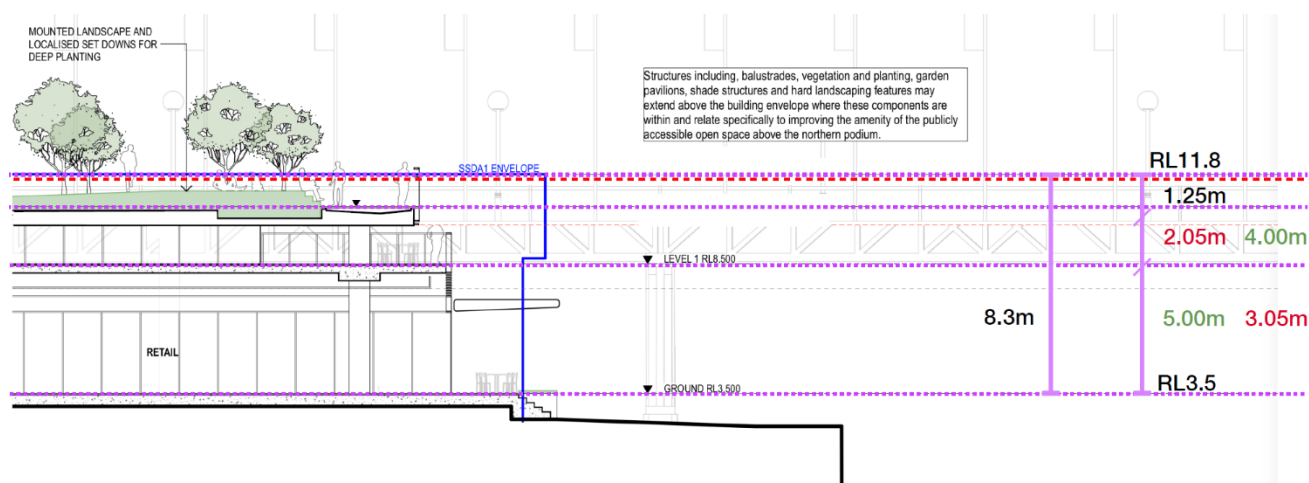 MOUNTED LANDSCAPE AND
LOCALISED SET DOWNS FOR
DEEP PLANTING
Structures including, balustrades, vegetation and planting, garden
pavilions, shade structures and hard landscaping features may
extend above the building envelope where these components are
within and relate specifically to improving the amenity of the publicly
accessible open space above the northern podium.
SSDA1 ENVELOPE
RL11.8
1.25m
2.05m 4.00m
LEVEL 1 RL8.500
8.3m
5.00m 3.05m
RETAIL
GROUND RL3.500
RL3.5